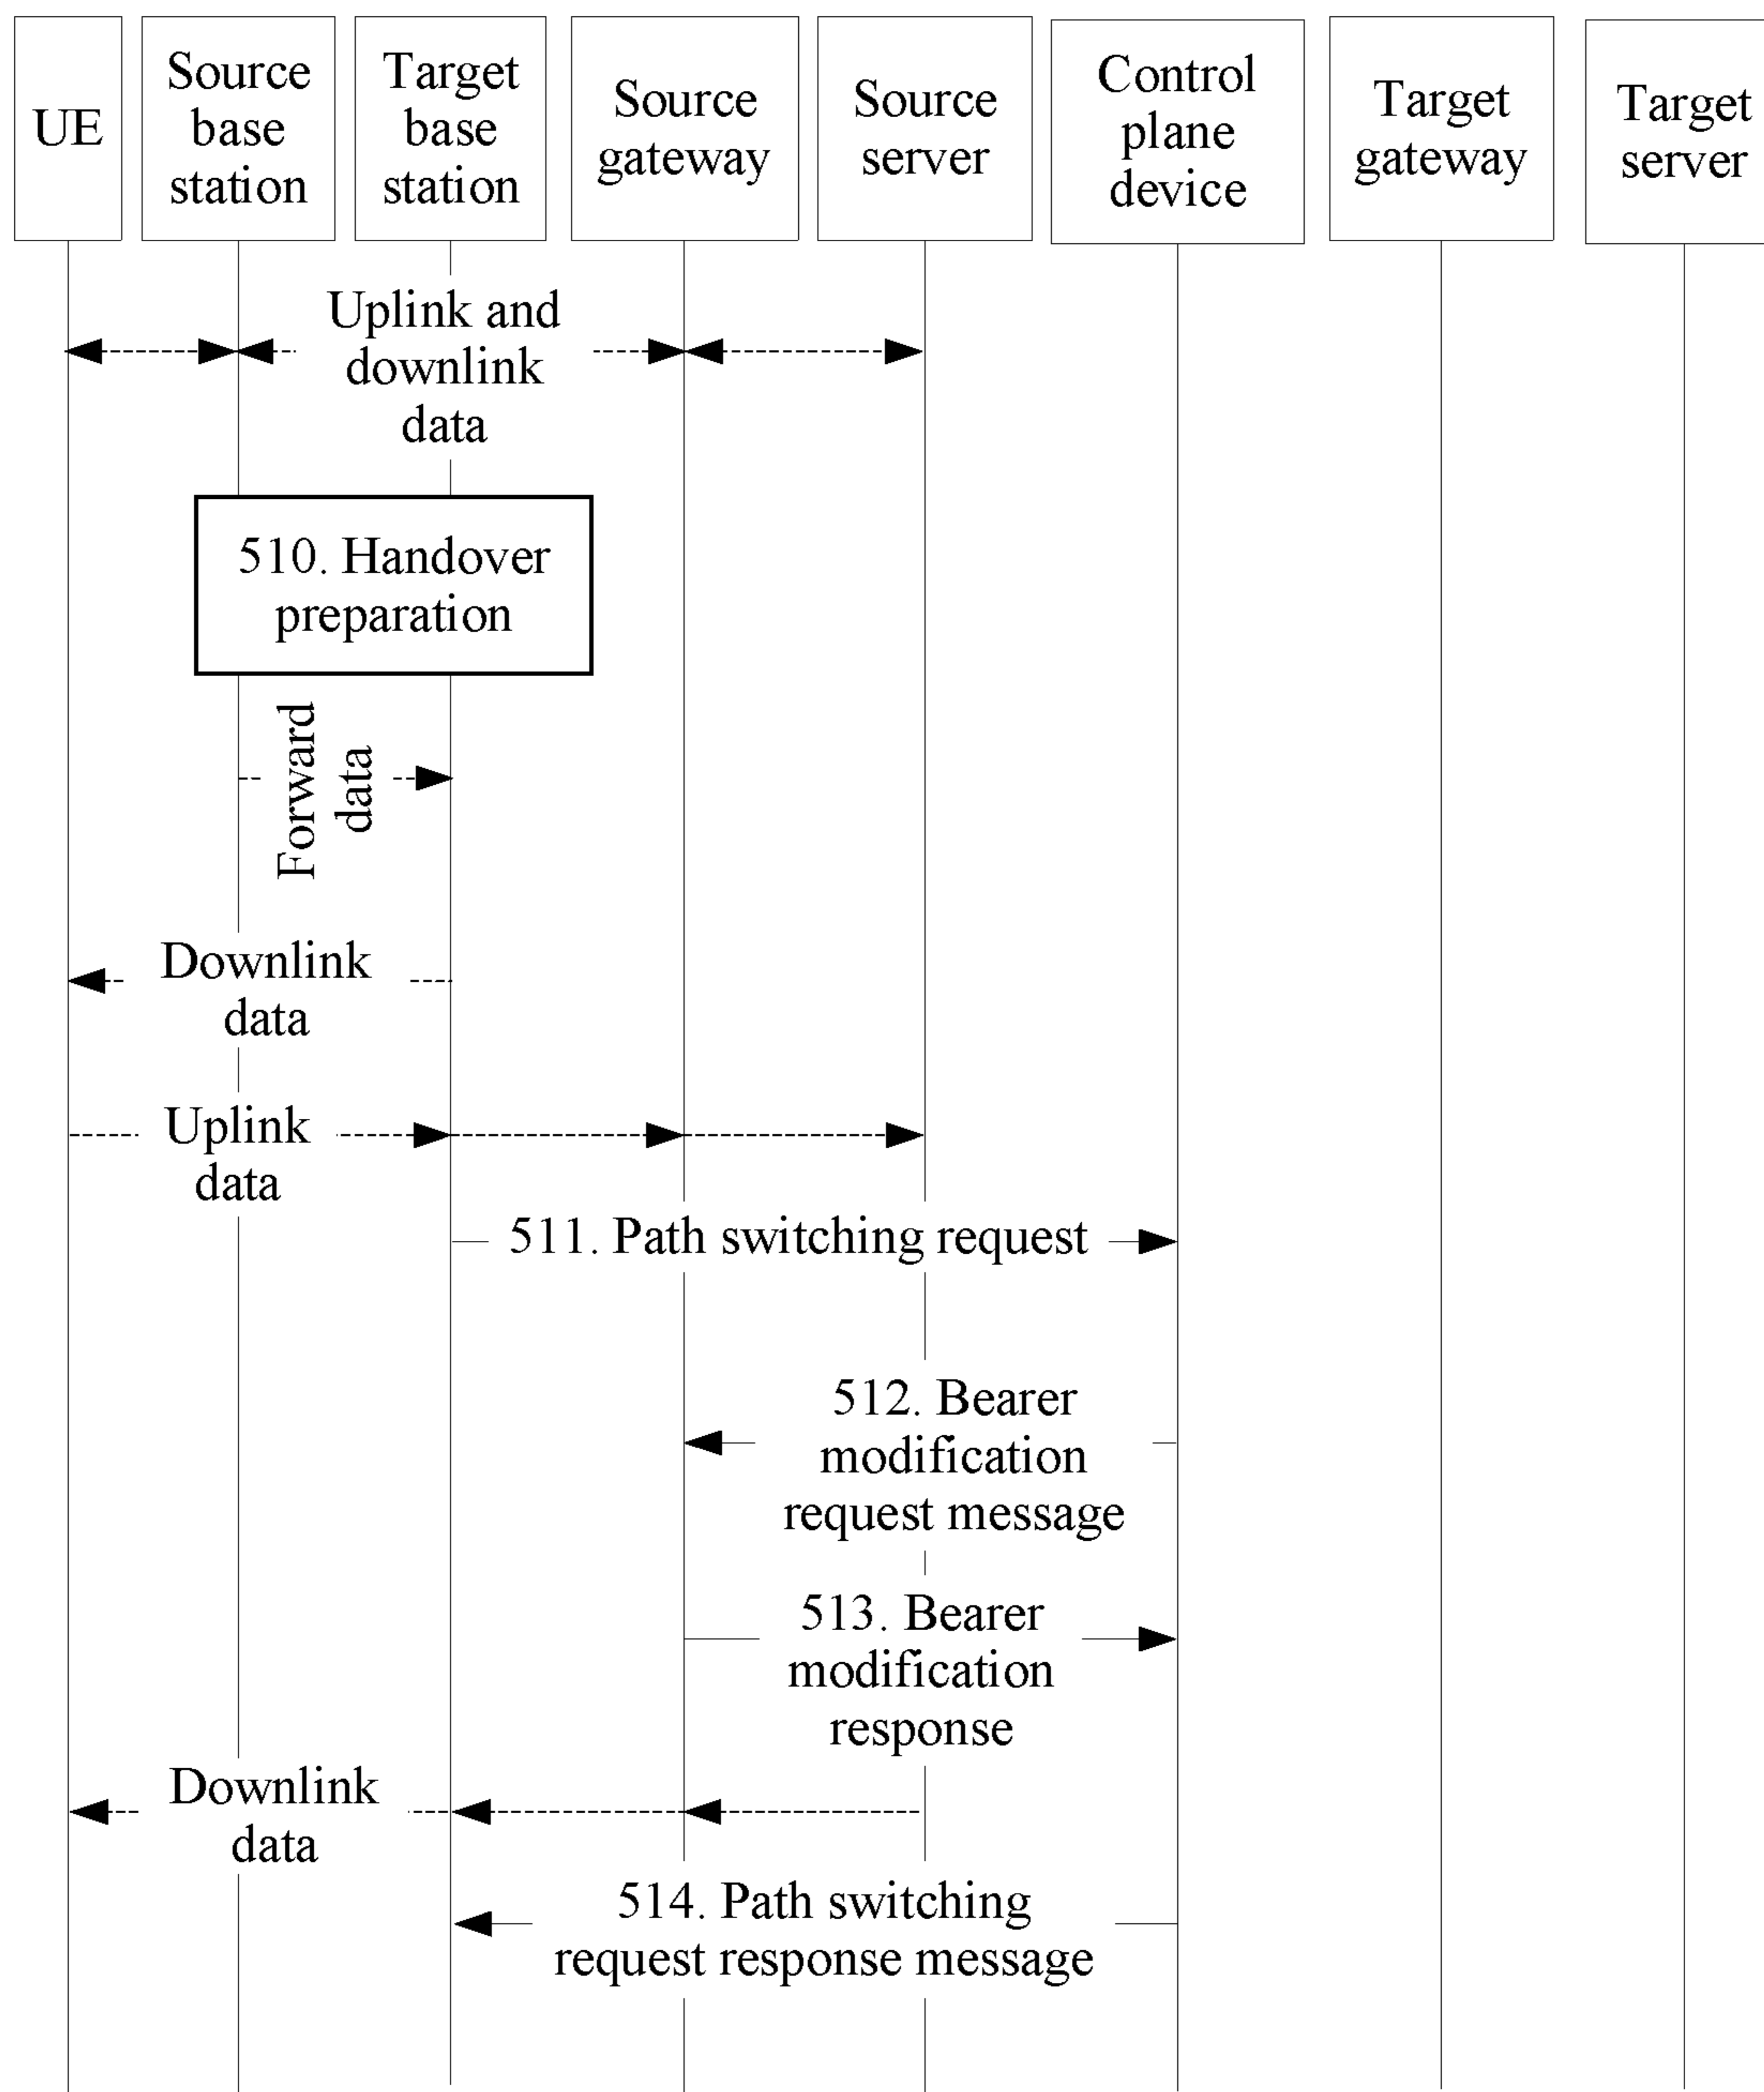 UE
Source
base
station
Target
base
station
Source
gateway
Source
server
Control
plane
device
Target
gateway
Target
server
Uplink and
downlink
data
510. Handover
preparation
Forward
data
Downlink
data
Uplink
data
511. Path switching request
512. Bearer
modification
request message
513. Bearer
modification
response
Downlink
data
514. Path switching
request response message